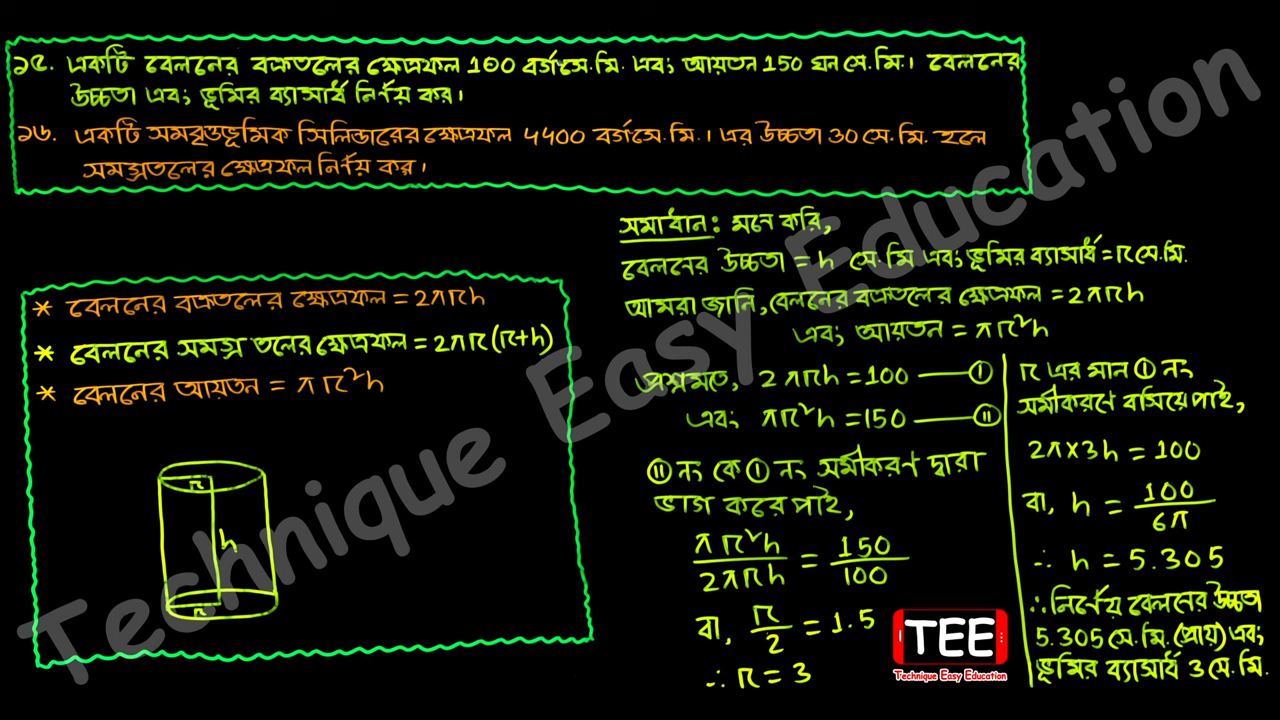 ১৫. একটি বেলনের বক্রতলের ক্ষেত্রফল 100 বর্গসে.মি. এবং আয়তন 150 ঘন সে.মি.। বেলনের
উচ্চতা এবং ভূমির ব্যাসার্ধ নির্ণয় কর।
১৬. একটি সমবৃত্তভূমিক সিলিন্ডারের ক্ষেত্রফল 4400 বর্গসে.মি.। এর উচ্চতা 30 সে.মি. হলে
সমগ্রতলের ক্ষেত্রফল নির্ণয় কর।
* বেলনের বক্রতলের ক্ষেত্রফল = 2πrh
* বেলনের সমগ্র তলের ক্ষেত্রফল = 2πr(r+h)
* বেলনের আয়তন = πr²h
r
h
r
সমাধান: মনে করি,
বেলনের উচ্চতা = h সে.মি এবং ভূমির ব্যাসার্ধ = r সে.মি.
আমরা জানি, বেলনের বক্রতলের ক্ষেত্রফল = 2πrh
এবং আয়তন = πr²h
প্রশ্নমতে, 2πrh = 100 — (i)
এবং πr²h = 150 — (ii)
(ii) নং কে (i) নং সমীকরণ দ্বারা
ভাগ করে পাই,
πr²h / 2πrh = 150 / 100
বা, r / 2 = 1.5
∴ r = 3
r এর মান (i) নং
সমীকরণে বসিয়ে পাই,
2π×3h = 100
বা, h = 100 / 6π
∴ h = 5.305
∴ নির্ণেয় বেলনের উচ্চতা
5.305 সে.মি. (প্রায়) এবং
ভূমির ব্যাসার্ধ 3 সে.মি.
TEE
Technique Easy Education
Technique Easy Education